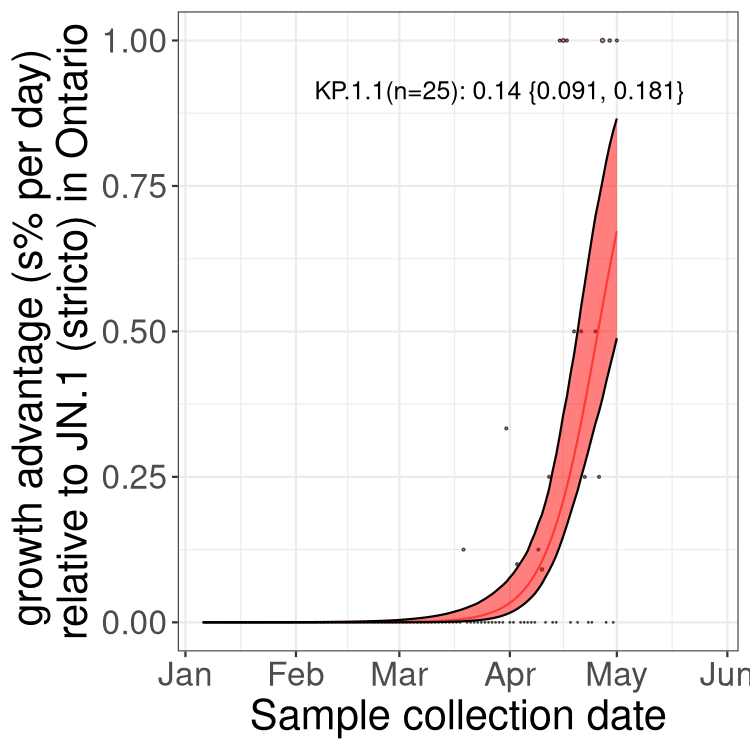 growth advantage (s% per day)
relative to JN.1 (stricto) in Ontario
1.00
0.75
0.50
0.25
0.00
KP.1.1(n=25): 0.14 {0.091, 0.181}
Jan Feb Mar Apr May Jun
Sample collection date